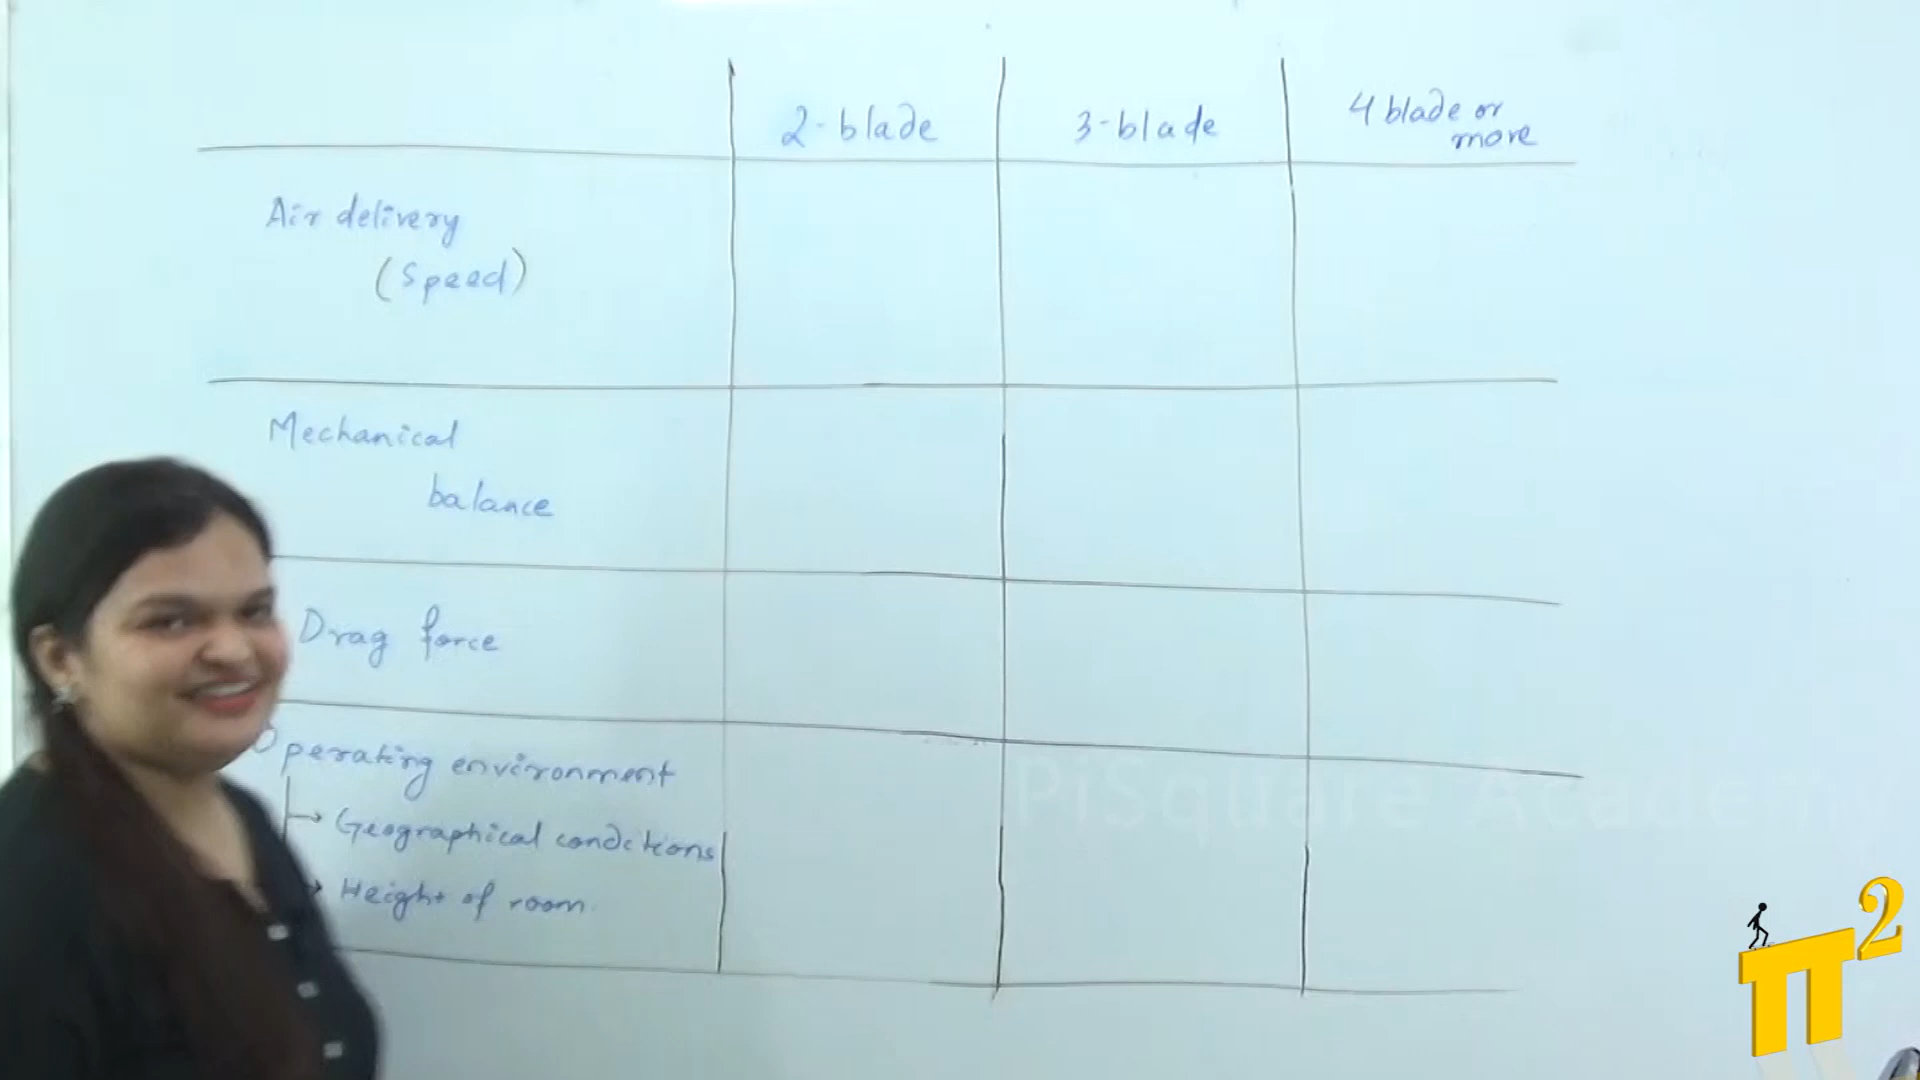 2-blade
3-blade
4 blade or
more
Air delivery
(Speed)
Mechanical
balance
Drag force
Operating environment
→ Geographical conditions
→ Height of room.
PiSquare Academy
π2